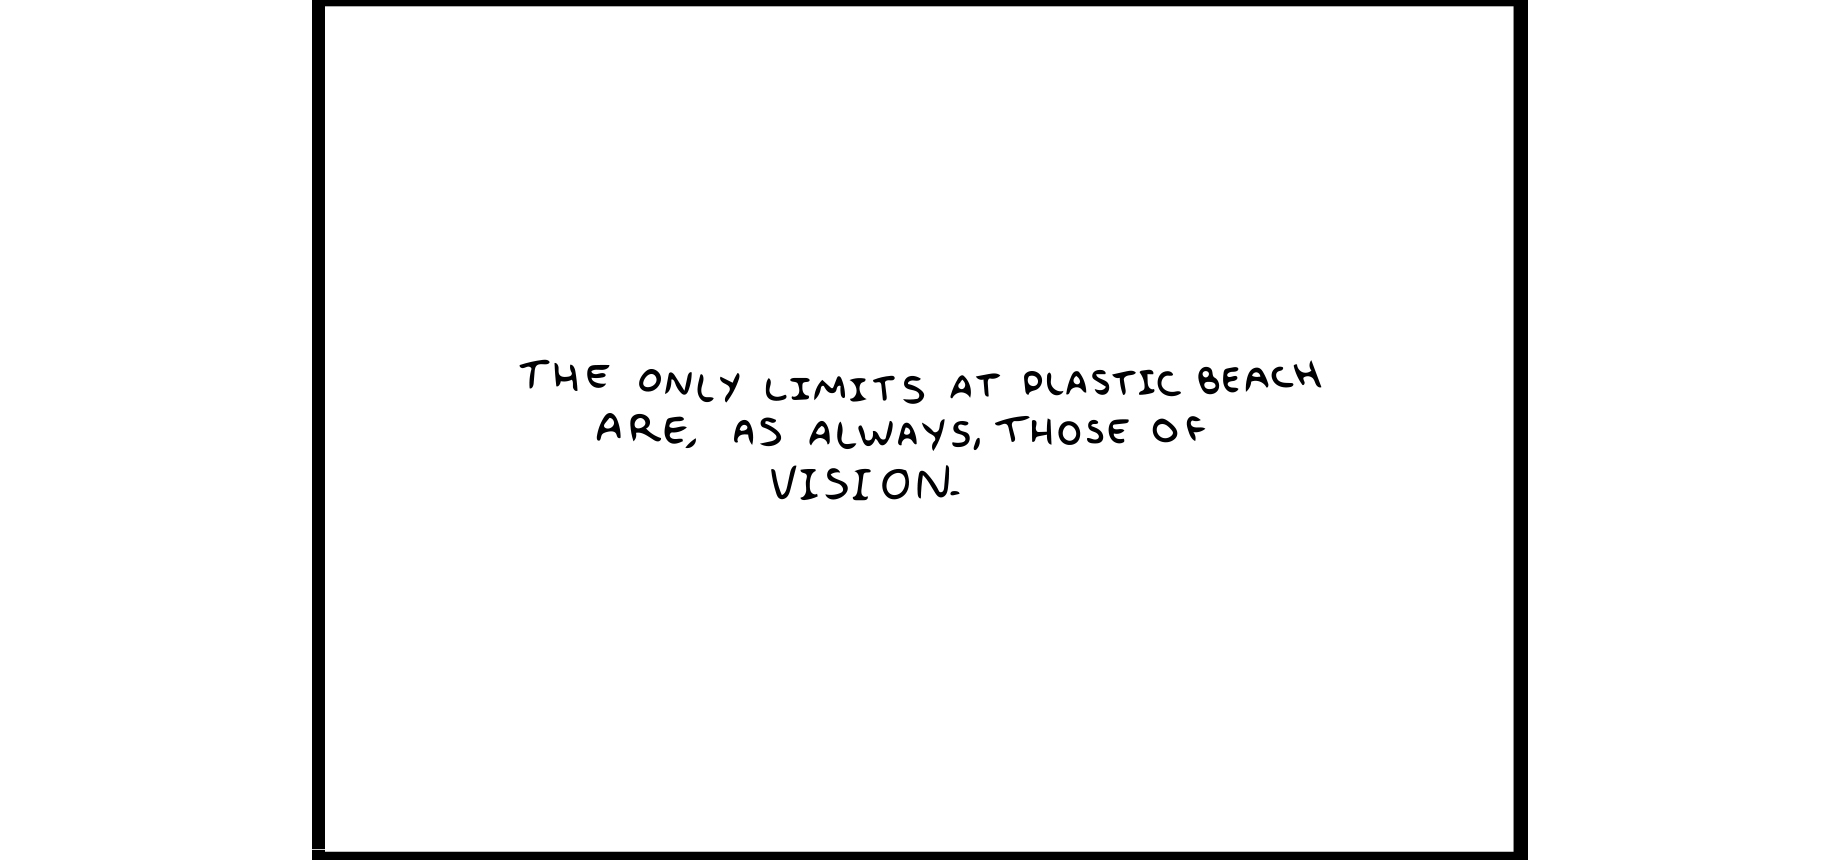 THE ONLY LIMITS AT PLASTIC BEACH
ARE, AS ALWAYS, THOSE OF
VISION.